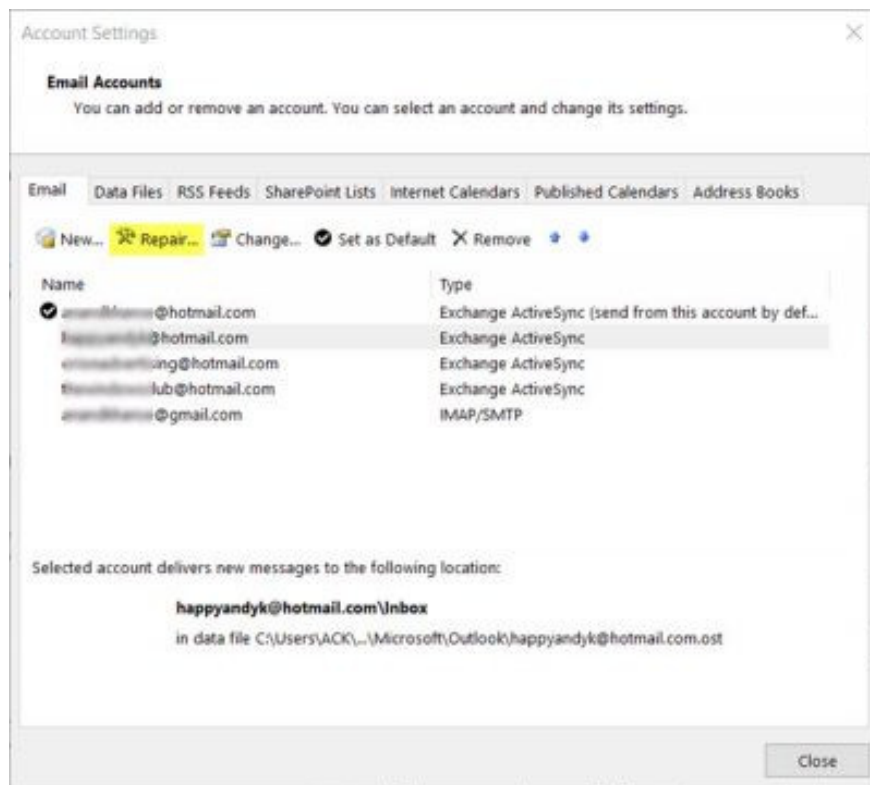 Account Settings
Email Accounts
You can add or remove an account. You can select an account and change its settings.
Email Data Files RSS Feeds SharePoint Lists Internet Calendars Published Calendars Address Books
New... Repair... Change... Set as Default Remove
Name Type
@hotmail.com Exchange ActiveSync (send from this account by def...
@hotmail.com Exchange ActiveSync
ing@hotmail.com Exchange ActiveSync
lub@hotmail.com Exchange ActiveSync
@gmail.com IMAP/SMTP
Selected account delivers new messages to the following location:
happyandyk@hotmail.com\Inbox
in data file C:\Users\ACK\...\Microsoft\Outlook\happyandyk@hotmail.com.ost
Close